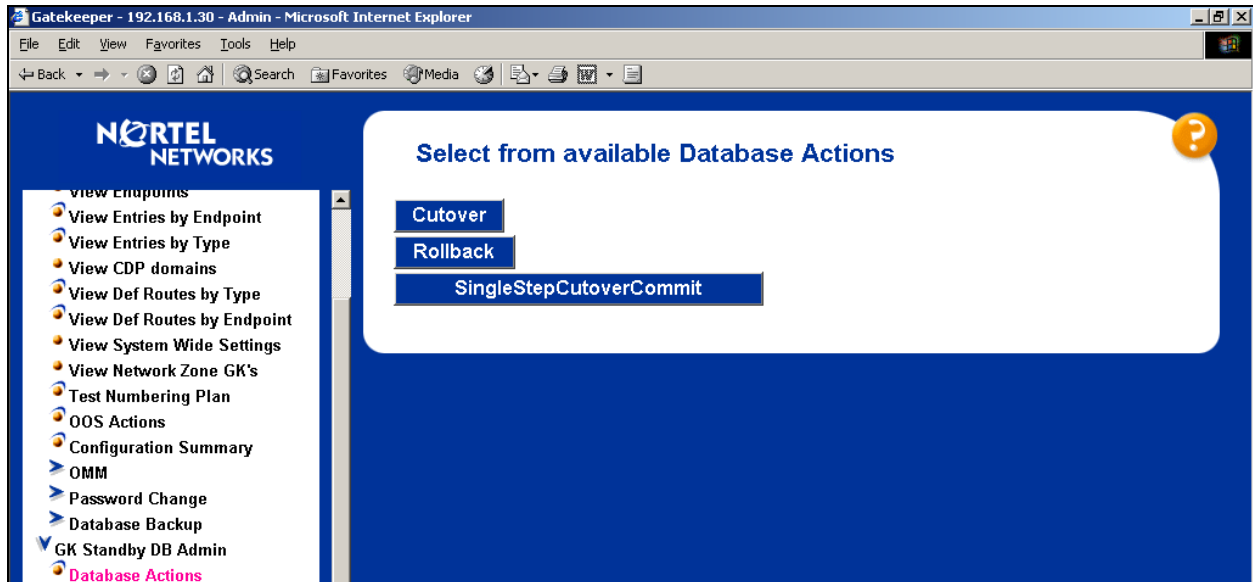 Gatekeeper - 192.168.1.30 - Admin - Microsoft Internet Explorer
File Edit View Favorites Tools Help
Back Search Favorites Media
NORTEL
NETWORKS
View Endpoints
View Entries by Endpoint
View Entries by Type
View CDP domains
View Def Routes by Type
View Def Routes by Endpoint
View System Wide Settings
View Network Zone GK's
Test Numbering Plan
OOS Actions
Configuration Summary
OMM
Password Change
Database Backup
GK Standby DB Admin
Database Actions
Select from available Database Actions
?
Cutover
Rollback
SingleStepCutoverCommit